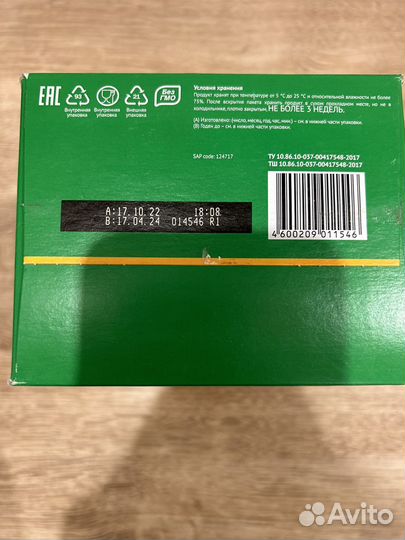 Условия хранения
Продукт хранят при температуре от 5 °С до 25 °С и относительной влажности не более
75%. После вскрытия пакета хранить продукт в сухом прохладном месте, но не в
холодильнике, плотно закрытым. НЕ БОЛЕЕ 3 НЕДЕЛЬ.
(А) Изготовлено: (число, месяц, год, час, мин.) – см. в нижней части упаковки.
(В) Годен до – см. в нижней части упаковки.
EAC
93
Внутренняя
упаковка
Внутренняя
упаковка
21
Внешняя
упаковка
Без
ГМО
SAP code: 124717
ТУ 10.86.10-037-00417548-2017
ТШ 10.86.10-037-00417548-2017
A:17.10.22 18:08
B:17.04.24 014546 R1
4 600209 011546
Avito